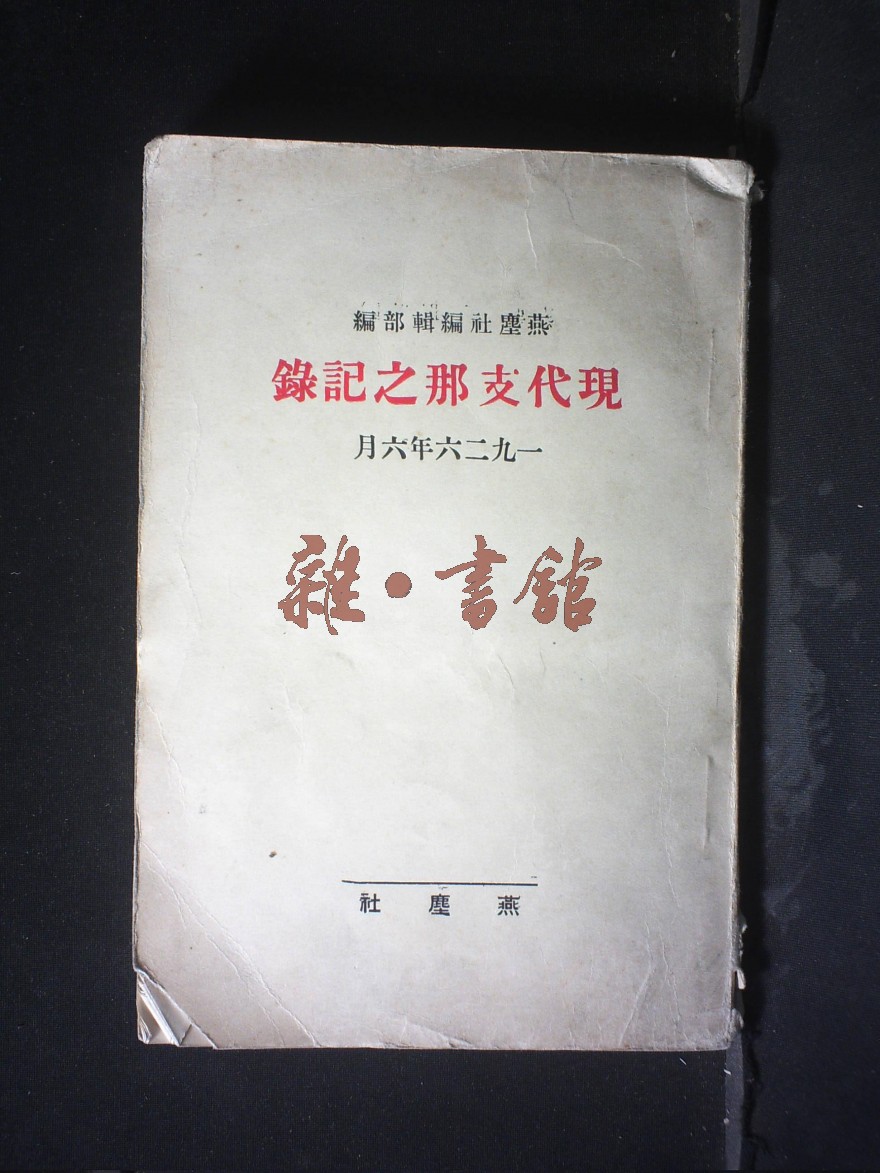 燕塵社編輯部編
現代支那之記錄
一九二六年六月
雜·書館
燕塵社